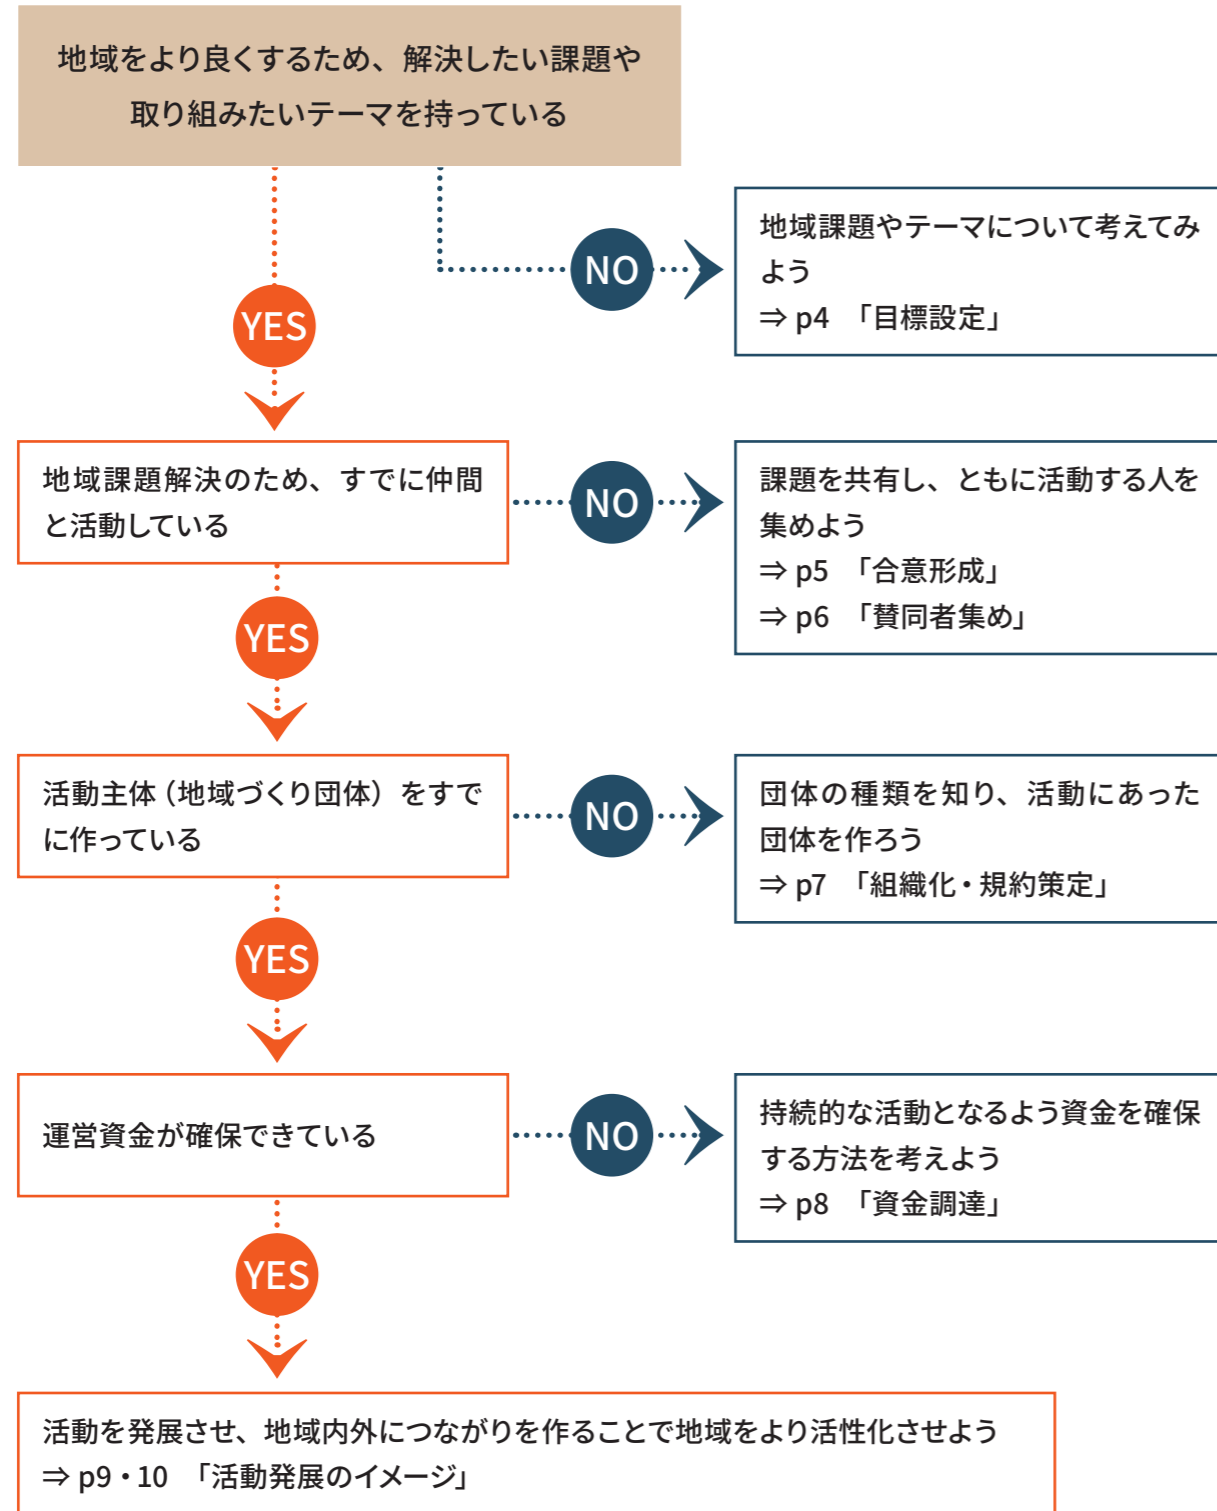 地域をより良くするため、解決したい課題や
取り組みたいテーマを持っている
NO
地域課題やテーマについて考えてみ
よう
⇒ p4 「目標設定」
YES
地域課題解決のため、すでに仲間
と活動している
NO
課題を共有し、ともに活動する人を
集めよう
⇒ p5 「合意形成」
⇒ p6 「賛同者集め」
YES
活動主体（地域づくり団体）をすで
に作っている
NO
団体の種類を知り、活動にあった
団体を作ろう
⇒ p7 「組織化・規約策定」
YES
運営資金が確保できている
NO
持続的な活動となるよう資金を確保
する方法を考えよう
⇒ p8 「資金調達」
YES
活動を発展させ、地域内外につながりを作ることで地域をより活性化させよう
⇒ p9・10 「活動発展のイメージ」